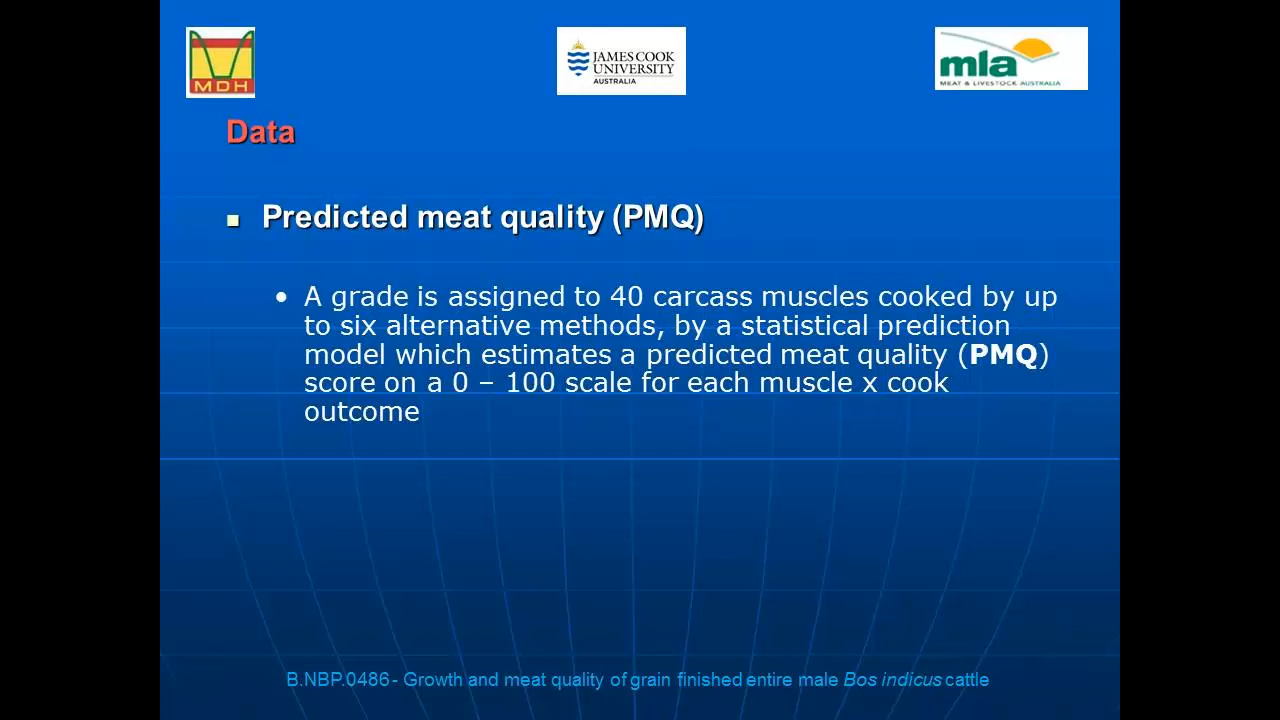 MDH
JAMES COOK
UNIVERSITY
AUSTRALIA
mla
MEAT & LIVESTOCK AUSTRALIA
Data
Predicted meat quality (PMQ)
• A grade is assigned to 40 carcass muscles cooked by up
to six alternative methods, by a statistical prediction
model which estimates a predicted meat quality (PMQ)
score on a 0 – 100 scale for each muscle x cook
outcome
B.NBP.0486 - Growth and meat quality of grain finished entire male Bos indicus cattle